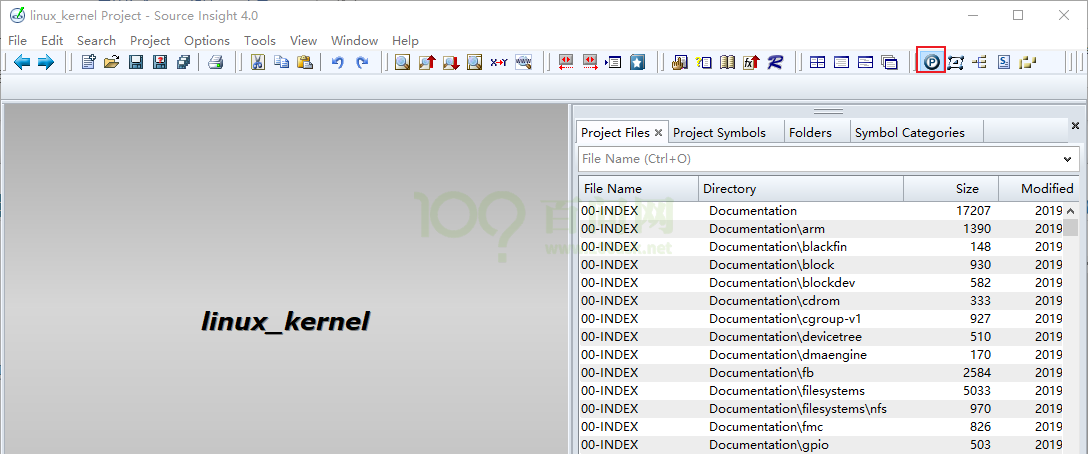 linux_kernel Project - Source Insight 4.0
File Edit Search Project Options Tools View Window Help
Project Files Project Symbols Folders Symbol Categories
File Name (Ctrl+O)
File Name Directory Size Modified
00-INDEX Documentation 17207 2019
00-INDEX Documentation\arm 1390 2019
00-INDEX Documentation\blackfin 148 2019
00-INDEX Documentation\block 930 2019
00-INDEX Documentation\blockdev 582 2019
00-INDEX Documentation\cdrom 333 2019
00-INDEX Documentation\cgroup-v1 927 2019
00-INDEX Documentation\devicetree 510 2019
00-INDEX Documentation\dmaengine 170 2019
00-INDEX Documentation\fb 2584 2019
00-INDEX Documentation\filesystems 5033 2019
00-INDEX Documentation\filesystems\nfs 970 2019
00-INDEX Documentation\fmc 826 2019
00-INDEX Documentation\gpio 503 2019
linux_kernel
百问网